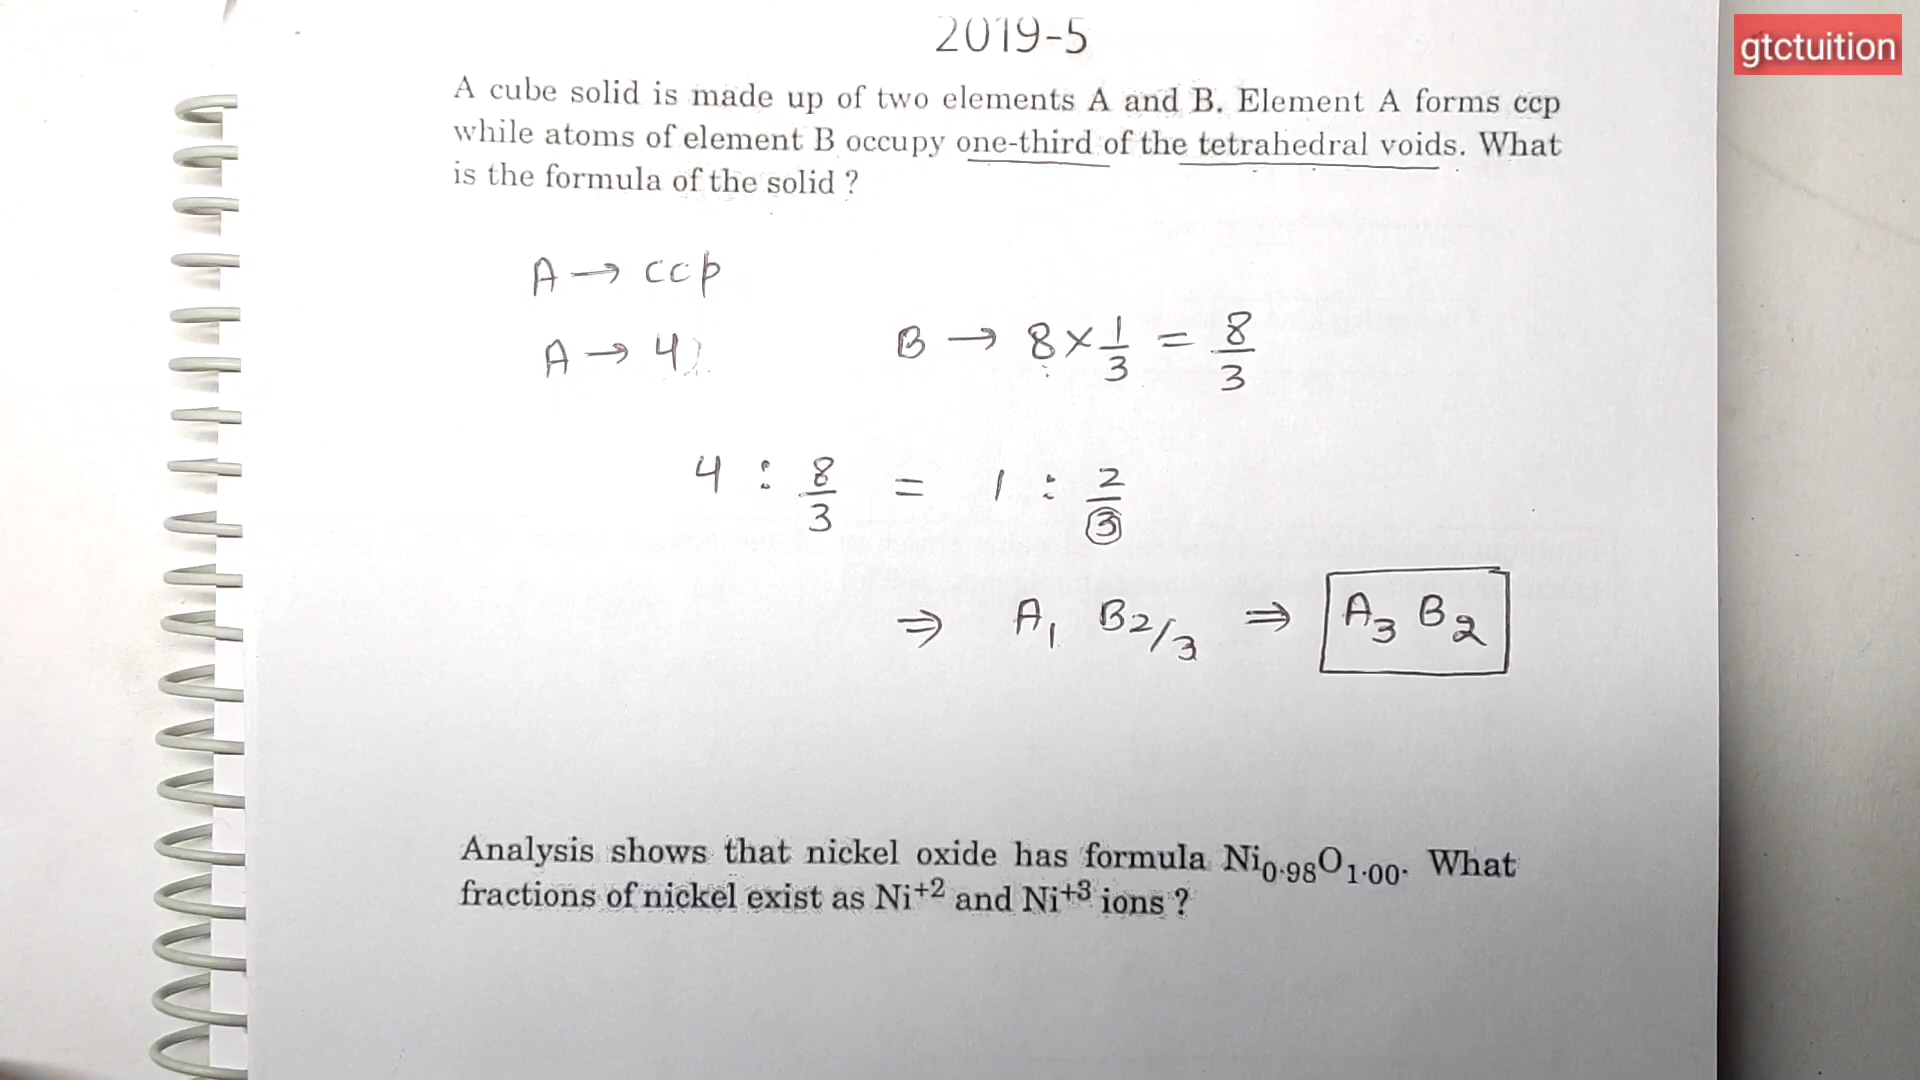 2019-5
gtctuition
A cube solid is made up of two elements A and B. Element A forms ccp
while atoms of element B occupy one-third of the tetrahedral voids. What
is the formula of the solid ?
A → ccp
A → 4 B → 8 × 1/3 = 8/3
4 : 8/3 = 1 : 2/3
⇒ A₁ B₂/₃ ⇒ A₃ B₂
Analysis shows that nickel oxide has formula Ni₀.₉₈O₁.₀₀. What
fractions of nickel exist as Ni⁺² and Ni⁺³ ions ?